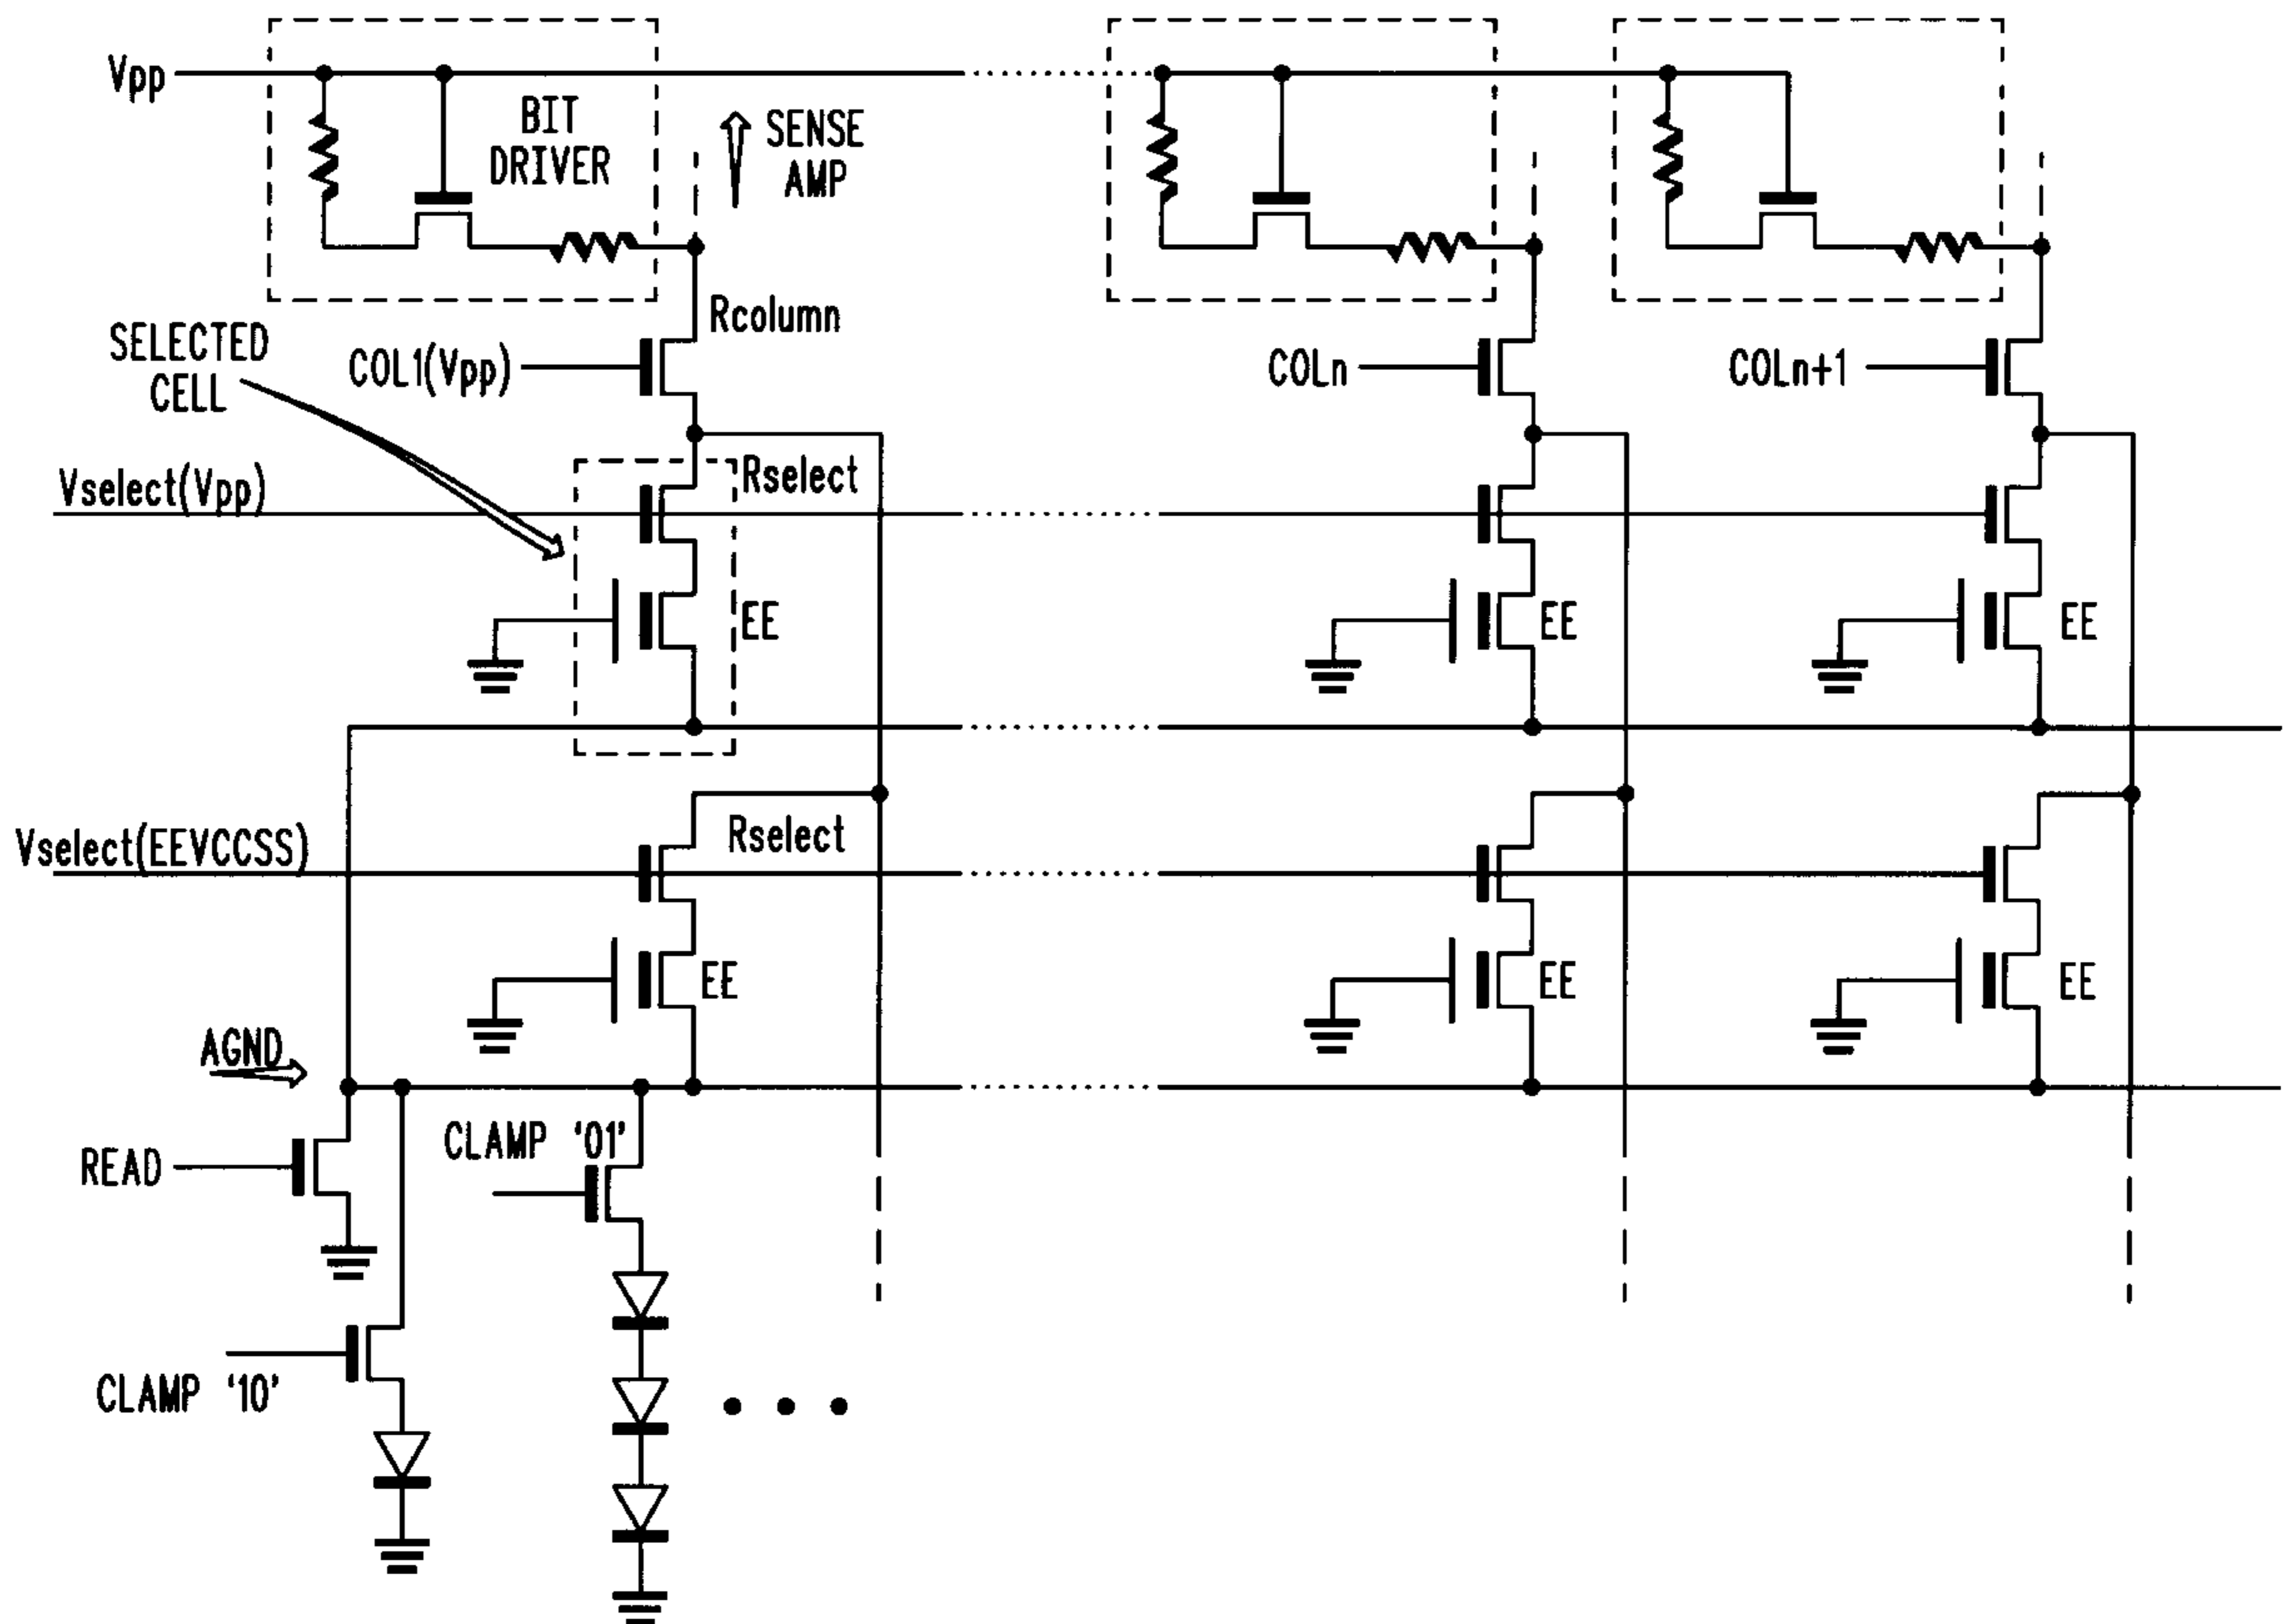 Vpp
BIT
DRIVER
SENSE
AMP
Rcolumn
SELECTED
CELL
COL1(Vpp)
COLn
COLn+1
Vselect(Vpp)
Rselect
EE
EE
EE
Vselect(EEVCCSS)
Rselect
EE
EE
EE
AGND
CLAMP '01'
READ
CLAMP '10'